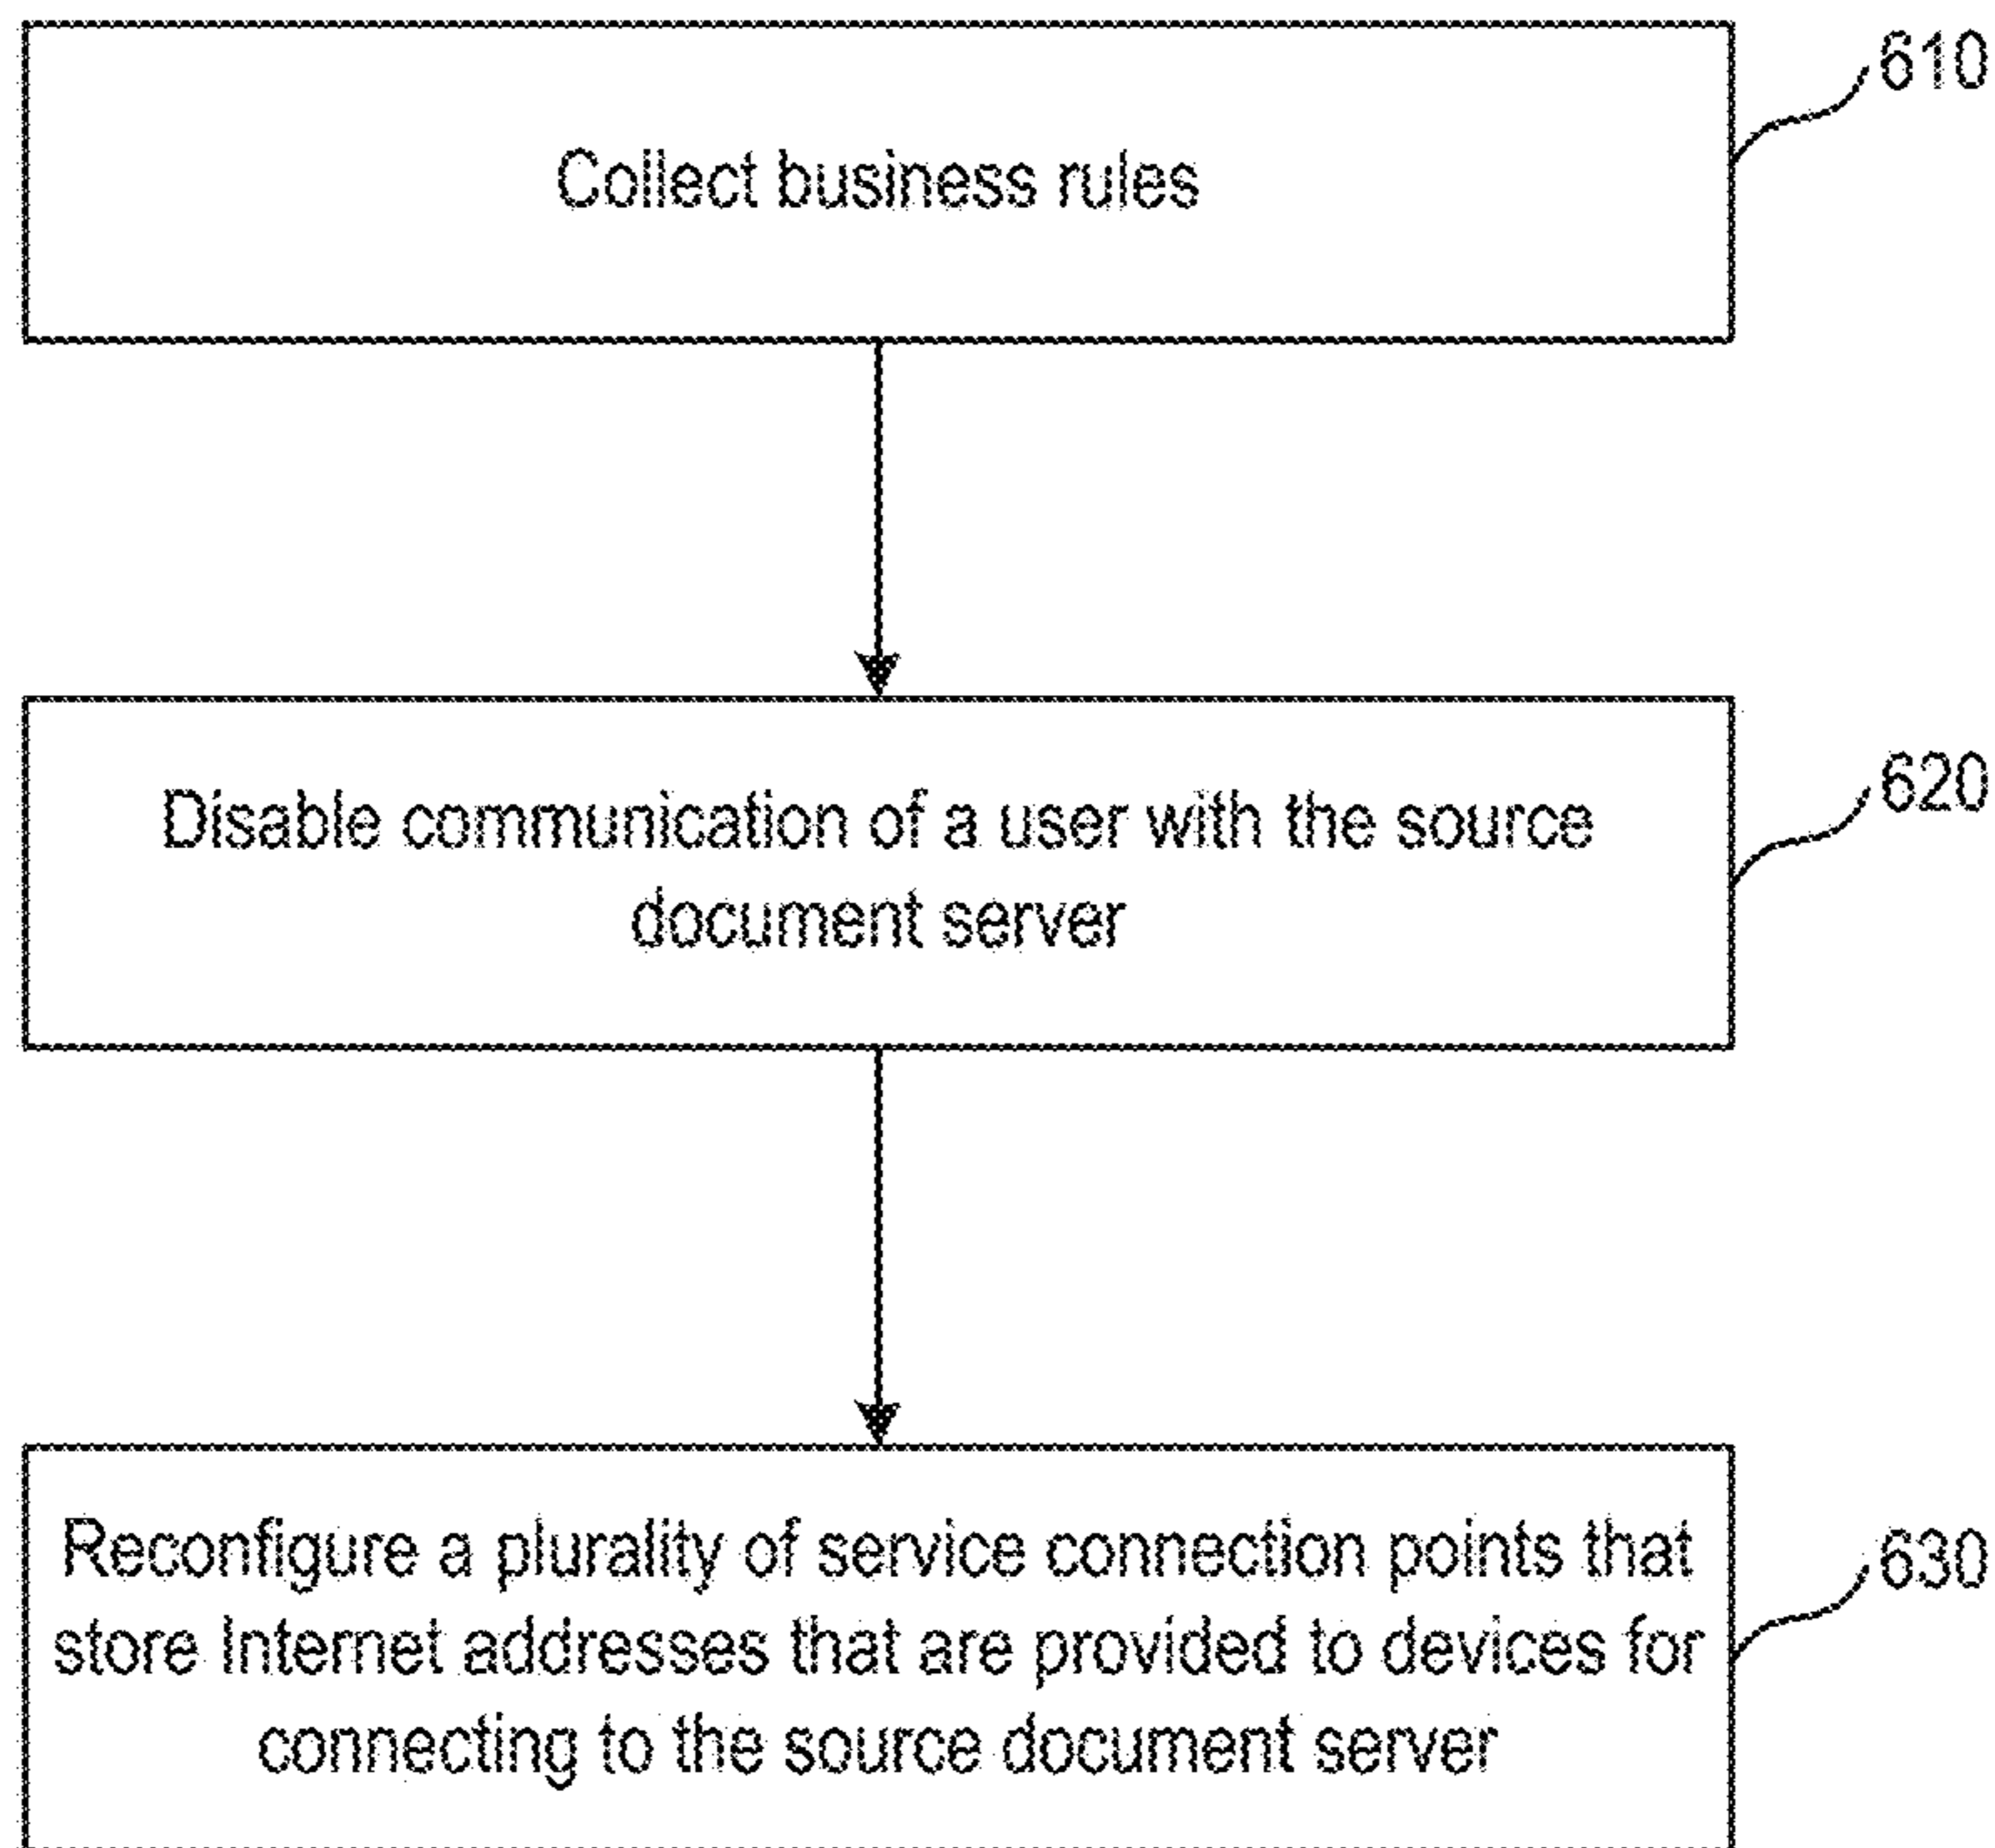 610
Collect business rules
620
Disable communication of a user with the source
document server
630
Reconfigure a plurality of service connection points that
store Internet addresses that are provided to devices for
connecting to the source document server